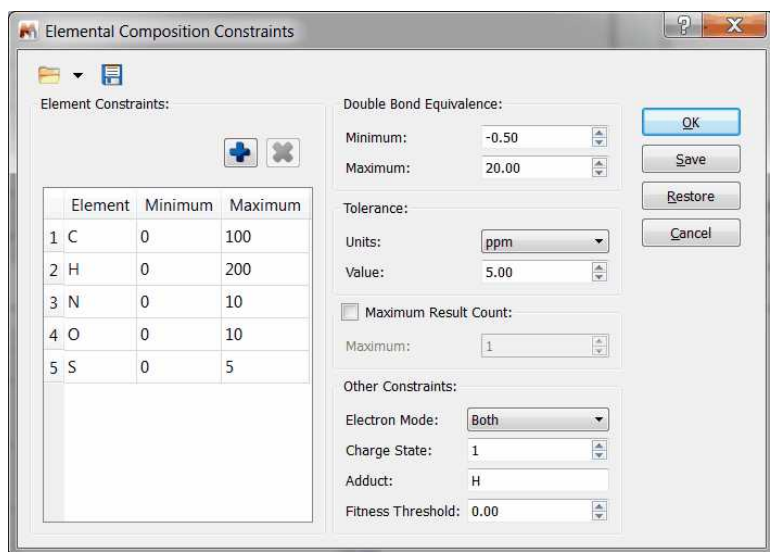 Elemental Composition Constraints
Element Constraints:
Element Minimum Maximum
1 C 0 100
2 H 0 200
3 N 0 10
4 O 0 10
5 S 0 5
Double Bond Equivalence:
Minimum: -0.50
Maximum: 20.00
Tolerance:
Units: ppm
Value: 5.00
Maximum Result Count:
Maximum: 1
Other Constraints:
Electron Mode: Both
Charge State: 1
Adduct: H
Fitness Threshold: 0.00
OK
Save
Restore
Cancel